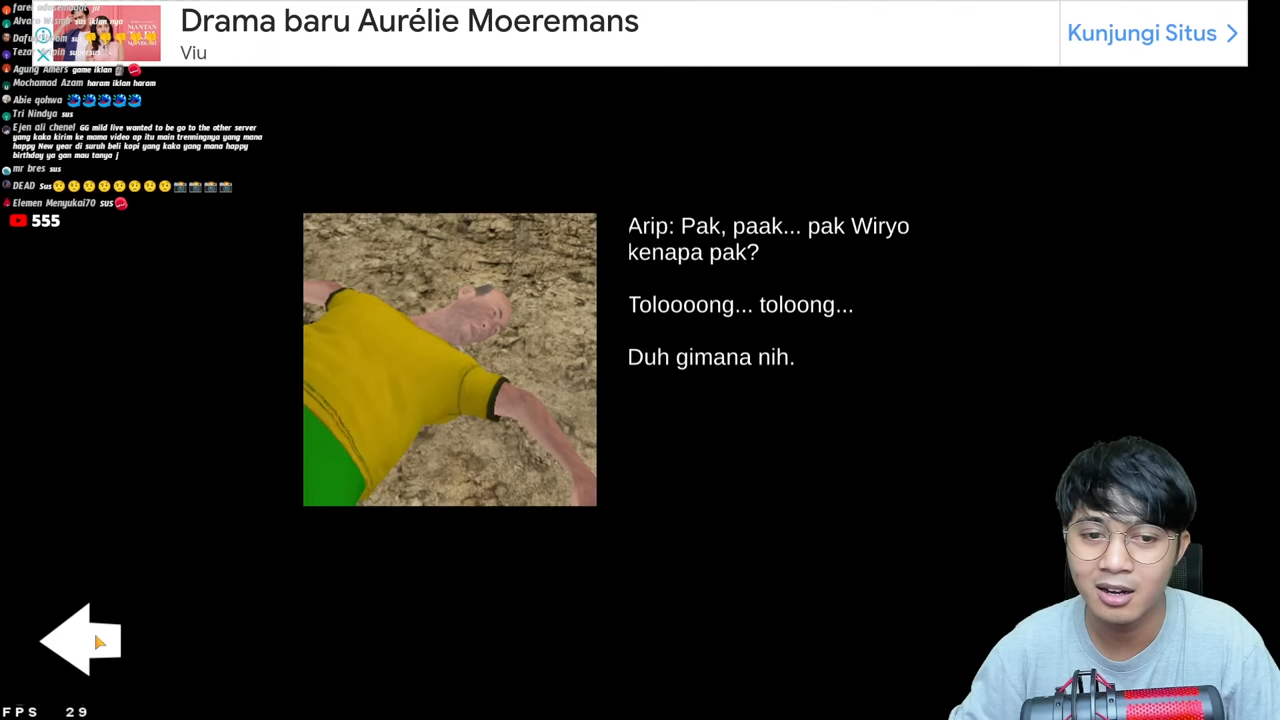 Drama baru Aurélie Moeremans
Viu
Kunjungi Situs
MANTAN
Agung Amers game iklan
Mochamad Azam haram iklan haram
Abie qohwa
Tri Nindya sus
Ejen ali chenel GG mild live wanted to be go to the other server
yang kaka kirim ke mama video ap itu main trenningnya yang mana
happy New year di suruh beli kopi yang kaka yang mana happy
birthday ya gan mau tanya j
mr bres sus
DEAD Sus
Elemen Menyukai70 sus
555
Arip: Pak, paak... pak Wiryo
kenapa pak?
Toloooong... toloong...
Duh gimana nih.
FPS 29